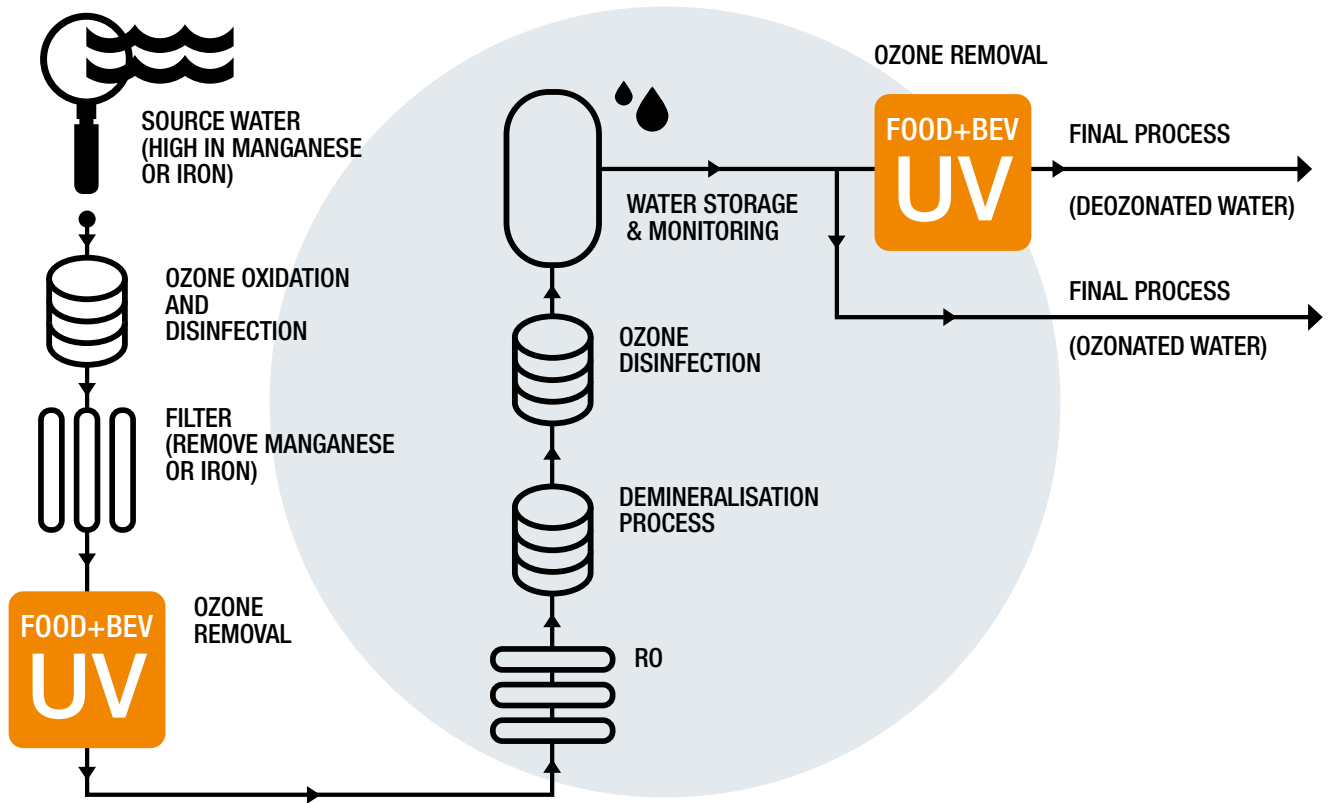 SOURCE WATER
(HIGH IN MANGANESE
OR IRON)
OZONE OXIDATION
AND
DISINFECTION
FILTER
(REMOVE MANGANESE
OR IRON)
FOOD+BEV
UV
OZONE
REMOVAL
RO
DEMINERALISATION
PROCESS
OZONE
DISINFECTION
WATER STORAGE
& MONITORING
OZONE REMOVAL
FOOD+BEV
UV
FINAL PROCESS
(DEOZONATED WATER)
FINAL PROCESS
(OZONATED WATER)